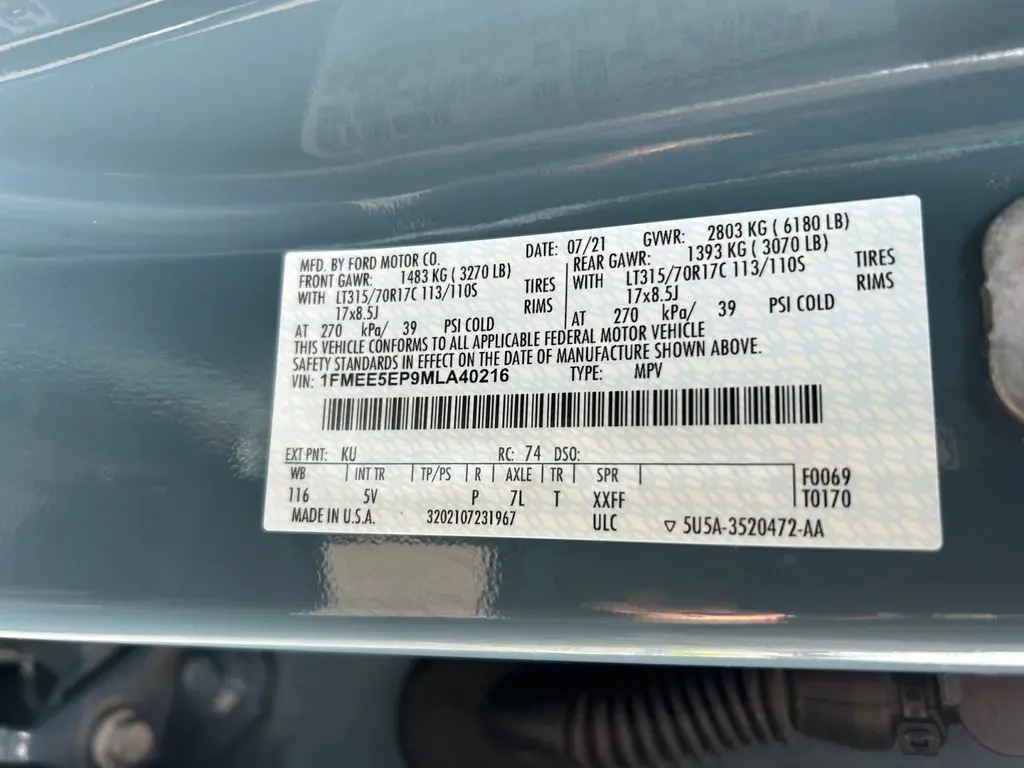 MFD. BY FORD MOTOR CO. DATE: 07/21 GVWR: 2803 KG ( 6180 LB)
FRONT GAWR: 1483 KG ( 3270 LB) REAR GAWR: 1393 KG ( 3070 LB)
WITH LT315/70R17C 113/110S TIRES WITH LT315/70R17C 113/110S TIRES
17x8.5J RIMS 17x8.5J RIMS
AT 270 kPa/ 39 PSI COLD AT 270 kPa/ 39 PSI COLD
THIS VEHICLE CONFORMS TO ALL APPLICABLE FEDERAL MOTOR VEHICLE
SAFETY STANDARDS IN EFFECT ON THE DATE OF MANUFACTURE SHOWN ABOVE.
VIN: 1FMEE5EP9MLA40216 TYPE: MPV
EXT PNT: KU RC: 74 DSO:
WB INT TR TP/PS R AXLE TR SPR F0069
116 5V P 7L T XXFF T0170
MADE IN U.S.A. 3202107231967 ULC ▽ 5U5A-3520472-AA